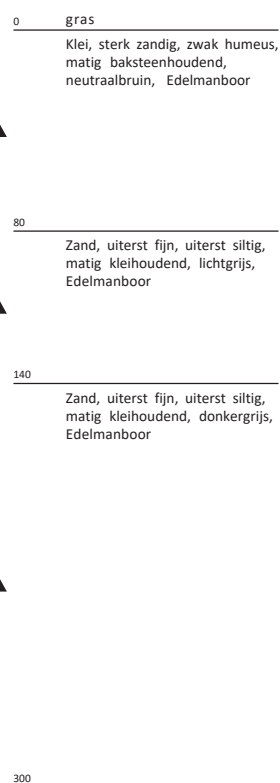 0 gras
Klei, sterk zandig, zwak humeus,
matig baksteenhoudend,
neutraalbruin, Edelmanboor
80
Zand, uiterst fijn, uiterst siltig,
matig kleihoudend, lichtgrijs,
Edelmanboor
140
Zand, uiterst fijn, uiterst siltig,
matig kleihoudend, donkergrijs,
Edelmanboor
300